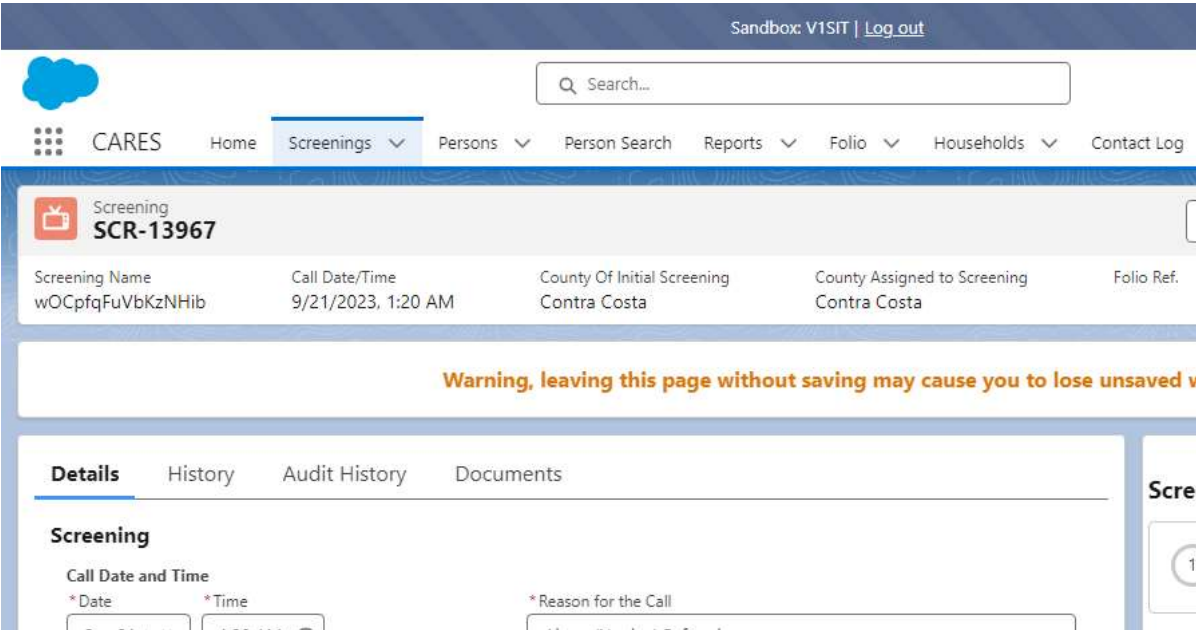 Sandbox: V1SIT | Log out
Search...
CARES Home Screenings Persons Person Search Reports Folio Households Contact Log
Screening
SCR-13967
Screening Name Call Date/Time County Of Initial Screening County Assigned to Screening Folio Ref.
wOCpfqFuVbKzNHib 9/21/2023, 1:20 AM Contra Costa Contra Costa
Warning, leaving this page without saving may cause you to lose unsaved
Details History Audit History Documents
Scre
Screening
1
Call Date and Time
*Date *Time *Reason for the Call